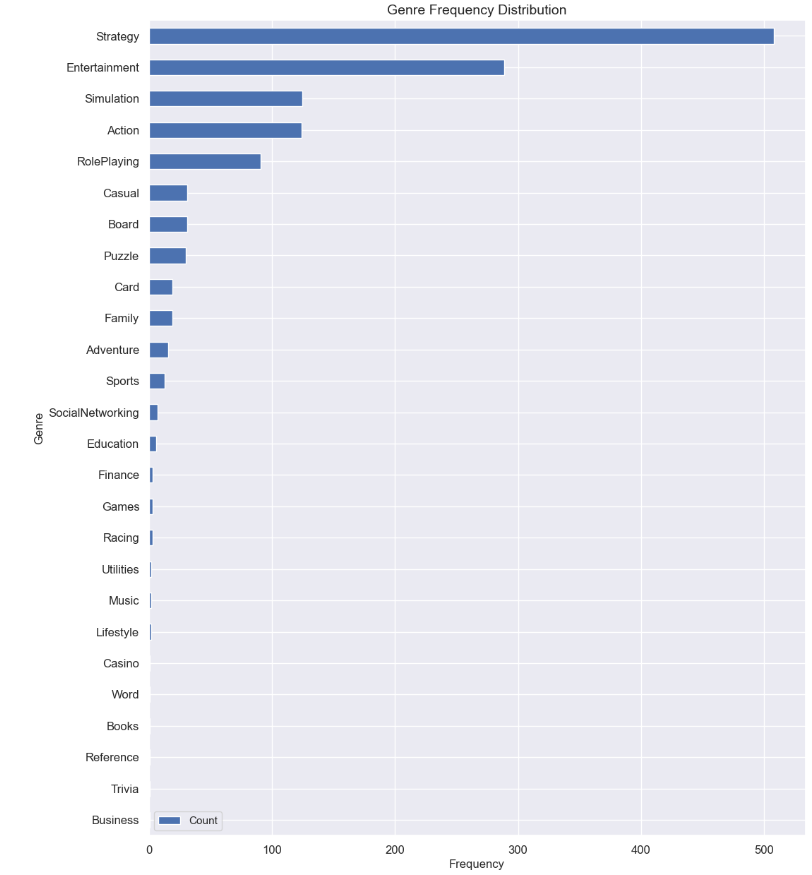 Genre Frequency Distribution
Strategy
Entertainment
Simulation
Action
RolePlaying
Casual
Board
Puzzle
Card
Family
Adventure
Sports
SocialNetworking
Genre
Education
Finance
Games
Racing
Utilities
Music
Lifestyle
Casino
Word
Books
Reference
Trivia
Business
Count
0 100 200 300 400 500
Frequency